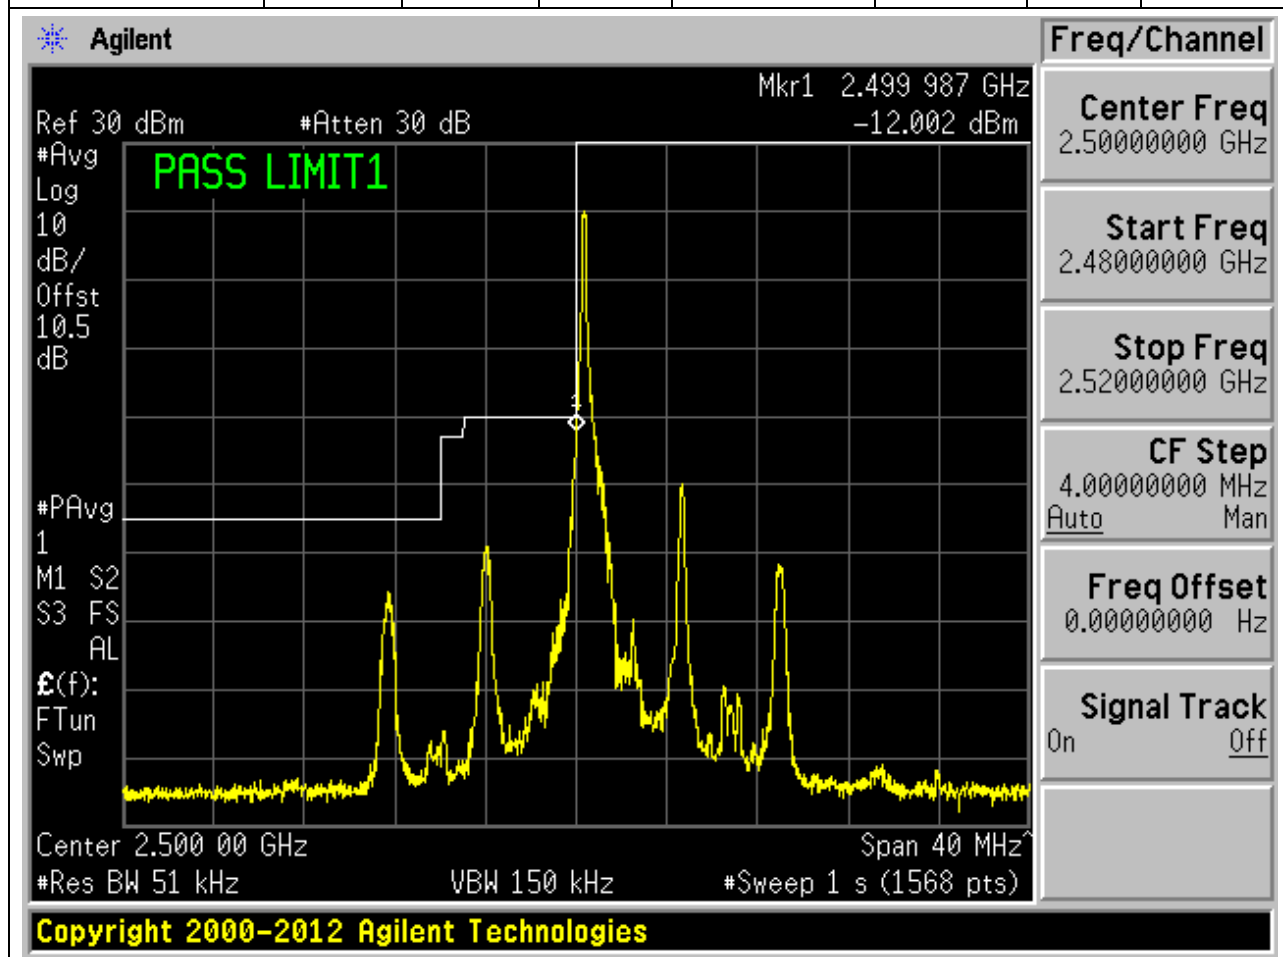 Agilent
Freq/Channel
Mkr1 2.499 987 GHz
Ref 30 dBm #Atten 30 dB -12.002 dBm
#Avg
Log
10
dB/
Offst
10.5
dB
PASS LIMIT1
1
#PAvg
1
M1 S2
S3 FS
AL
£(f):
FTun
Swp
Center 2.500 00 GHz Span 40 MHz^
#Res BW 51 kHz VBW 150 kHz #Sweep 1 s (1568 pts)
Center Freq
2.50000000 GHz
Start Freq
2.48000000 GHz
Stop Freq
2.52000000 GHz
CF Step
4.00000000 MHz
Auto Man
Freq Offset
0.00000000 Hz
Signal Track
On Off
Copyright 2000-2012 Agilent Technologies